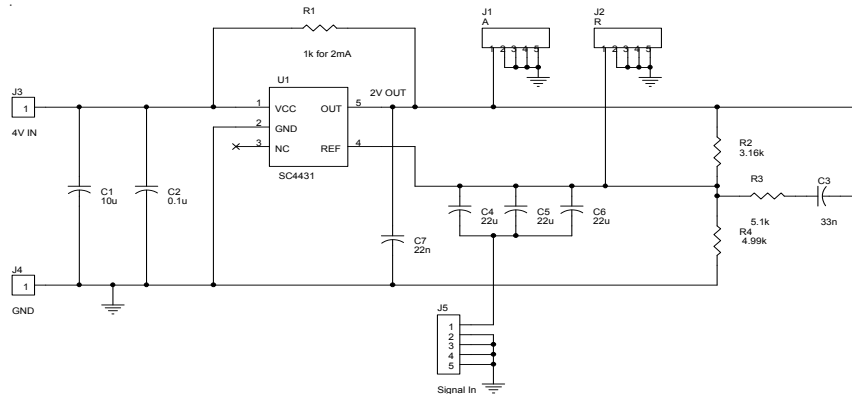 R1
1k for 2mA
J1
A
1 2 3 4 5
J2
R
1 2 3 4 5
J3
1
4V IN
U1
1 VCC OUT 5
2 GND
3 NC REF 4
SC4431
2V OUT
R2
3.16k
R3
5.1k
C3
33n
R4
4.99k
C1
10u
C2
0.1u
C4
22u
C5
22u
C6
22u
C7
22n
J4
1
GND
J5
1
2
3
4
5
Signal In